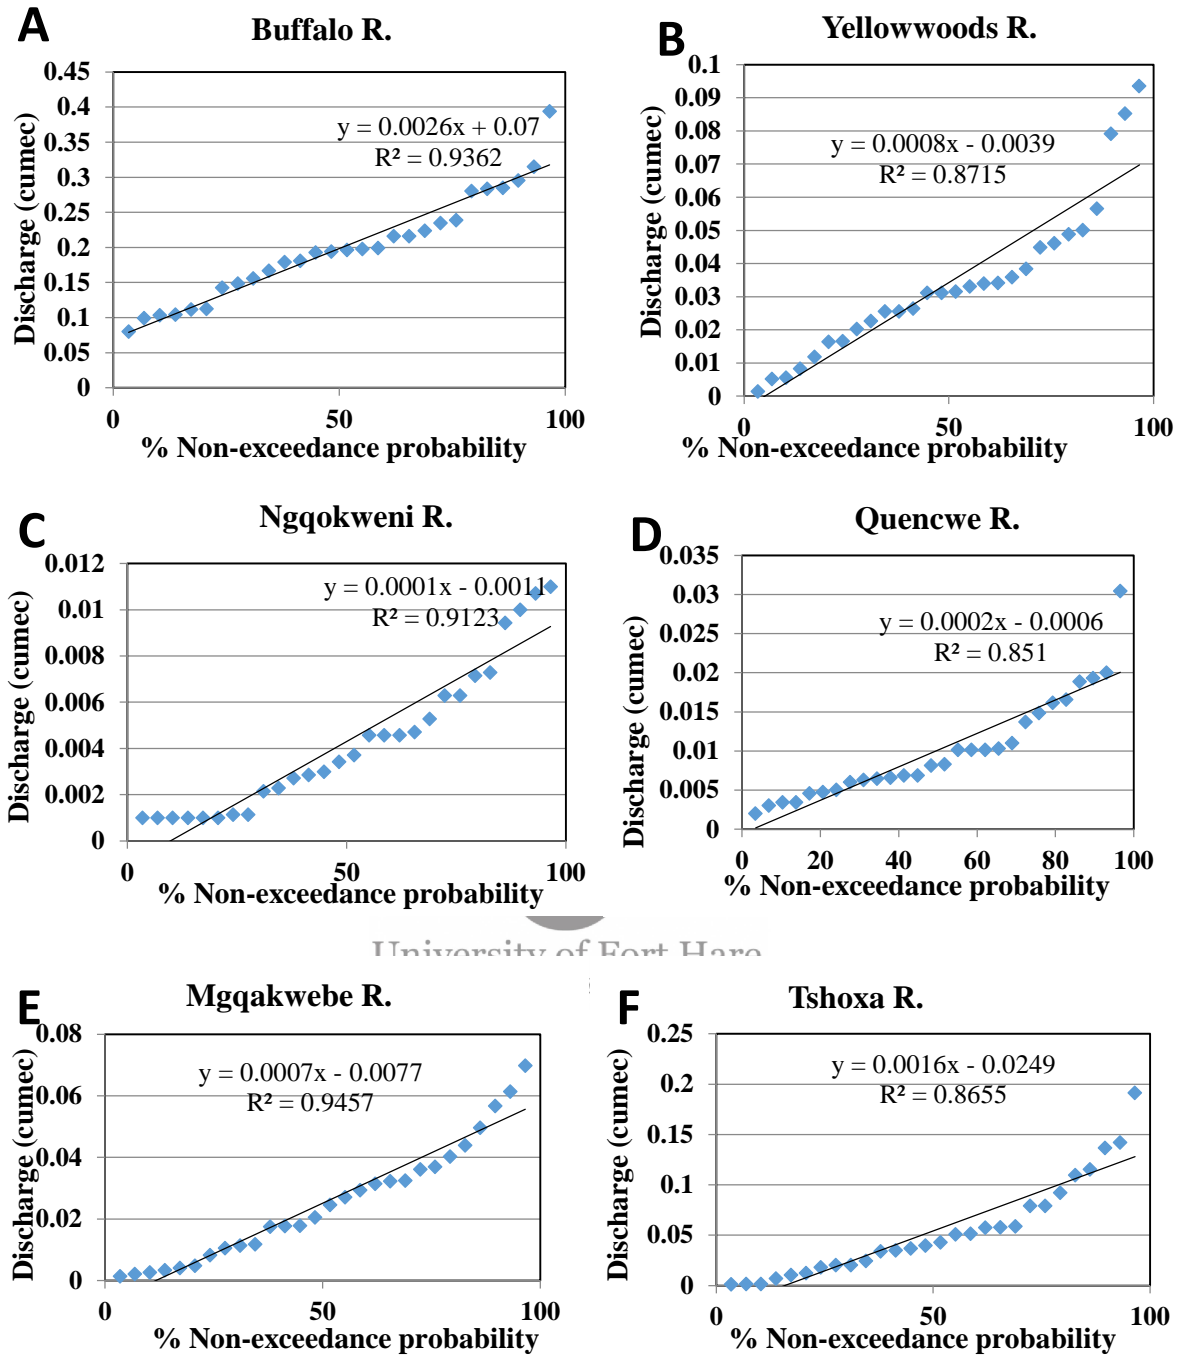 A
Buffalo R.
0.45
0.4
0.35
0.3
0.25
0.2
0.15
0.1
0.05
0
y = 0.0026x + 0.07
R² = 0.9362
Discharge (cumec)
0
50
100
% Non-exceedance probability
B
Yellowwoods R.
0.1
0.09
0.08
0.07
0.06
0.05
0.04
0.03
0.02
0.01
0
y = 0.0008x - 0.0039
R² = 0.8715
Discharge (cumec)
0
50
100
% Non-exceedance probability
C
Ngqokweni R.
0.012
0.01
0.008
0.006
0.004
0.002
0
y = 0.0001x - 0.0011
R² = 0.9123
Discharge (cumec)
0
50
100
% Non-exceedance probability
D
Quencwe R.
0.035
0.03
0.025
0.02
0.015
0.01
0.005
0
y = 0.0002x - 0.0006
R² = 0.851
Discharge (cumec)
0
20
40
60
80
100
% Non-exceedance probability
University of Fort Hare
E
Mgqakwebe R.
0.08
0.06
0.04
0.02
0
y = 0.0007x - 0.0077
R² = 0.9457
Discharge (cumec)
0
50
100
% Non-exceedance probability
F
Tshoxa R.
0.25
0.2
0.15
0.1
0.05
0
y = 0.0016x - 0.0249
R² = 0.8655
Discharge (cumec)
0
50
100
% Non-exceedance probability